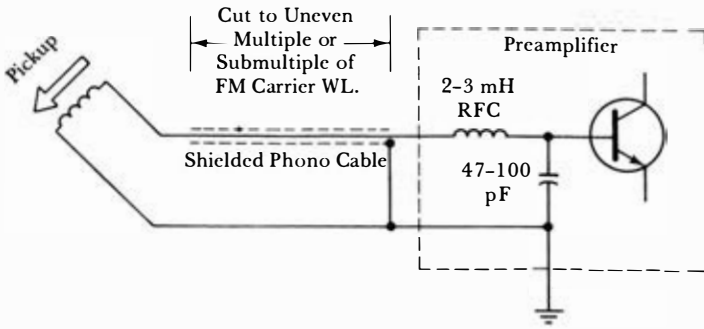 Cut to Uneven
Multiple or
Submultiple of
FM Carrier WL.
Pickup
Preamplifier
2-3 mH
RFC
Shielded Phono Cable
47-100
pF